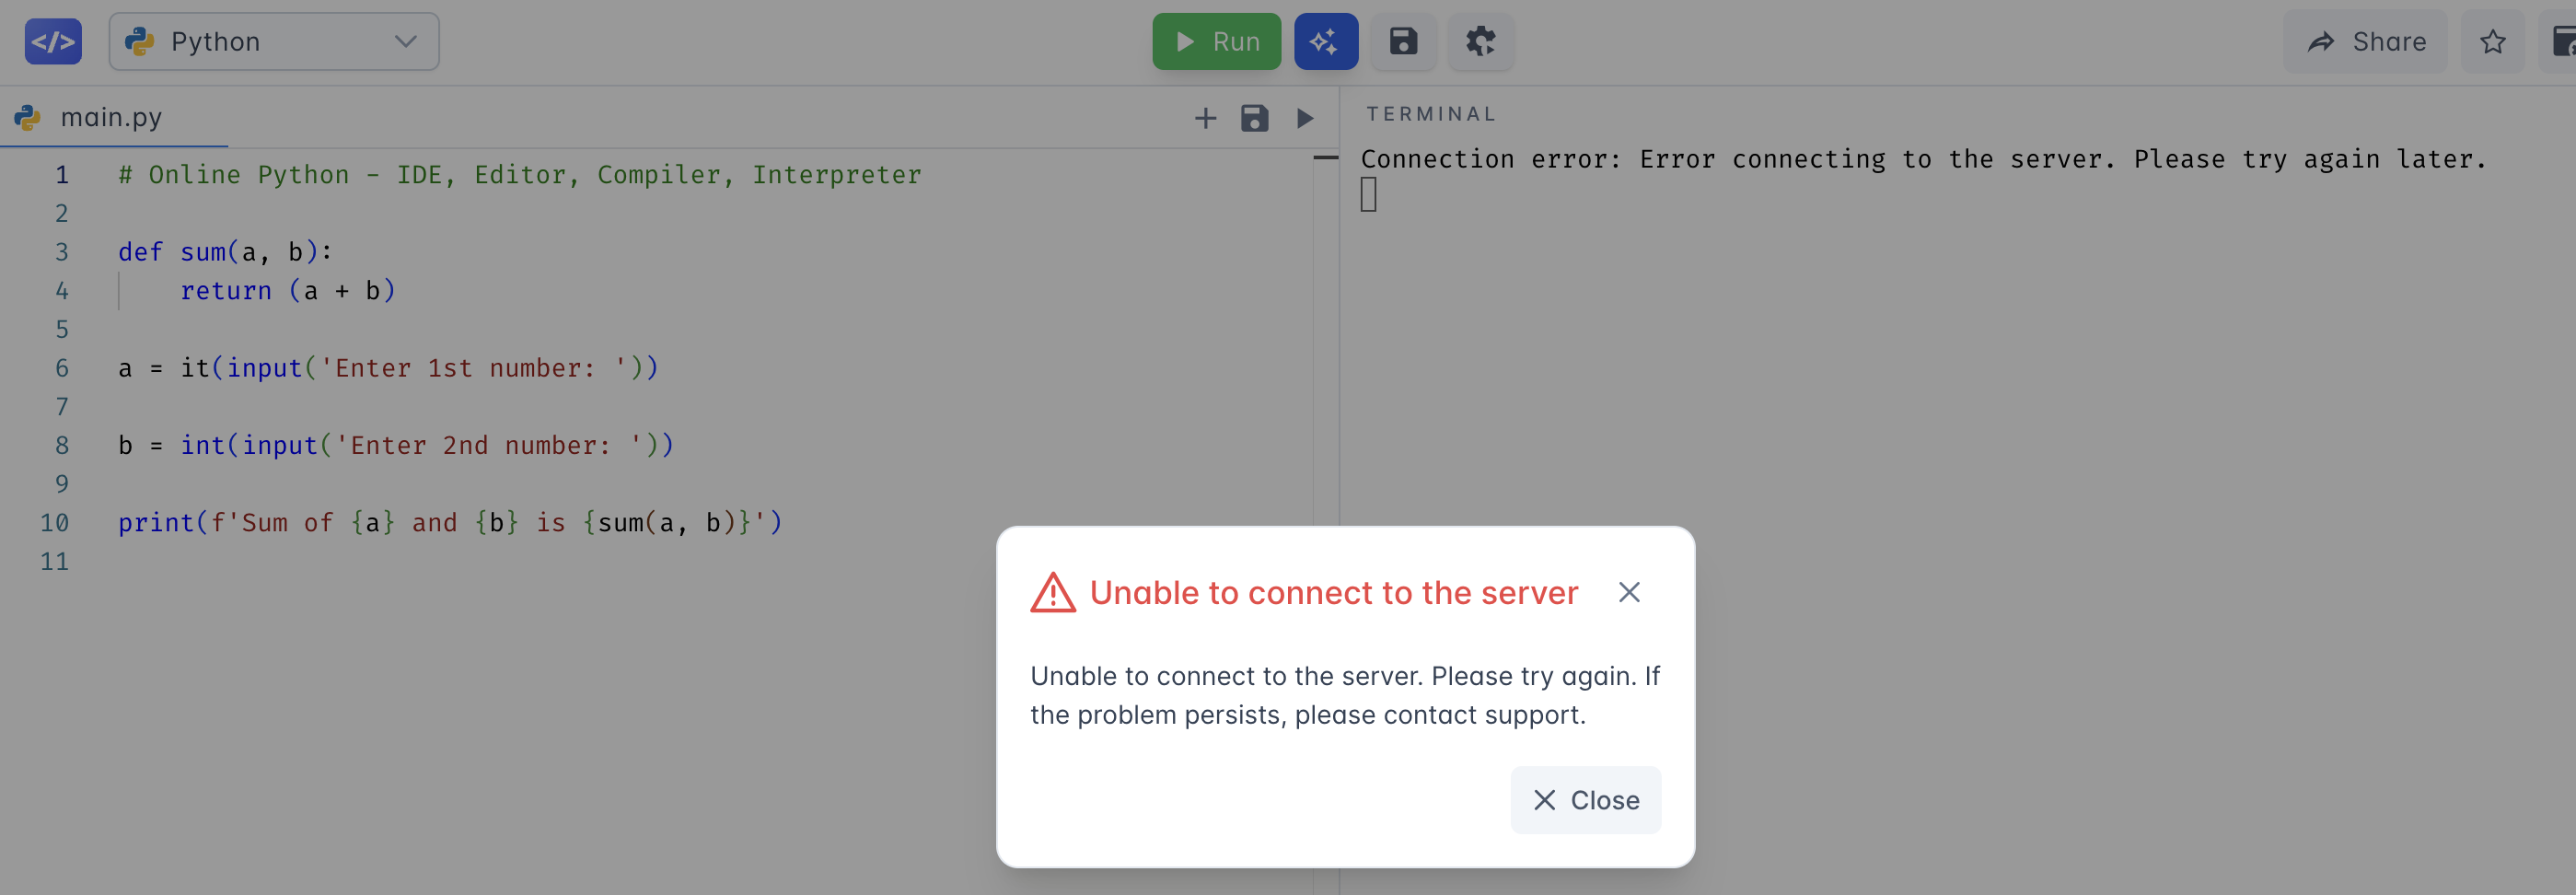 </> Python Run Share
main.py
TERMINAL
Connection error: Error connecting to the server. Please try again later.
1 # Online Python - IDE, Editor, Compiler, Interpreter
2
3 def sum(a, b):
4     return (a + b)
5
6 a = it(input('Enter 1st number: '))
7
8 b = int(input('Enter 2nd number: '))
9
10 print(f'Sum of {a} and {b} is {sum(a, b)}')
11
Unable to connect to the server
Unable to connect to the server. Please try again. If
the problem persists, please contact support.
Close